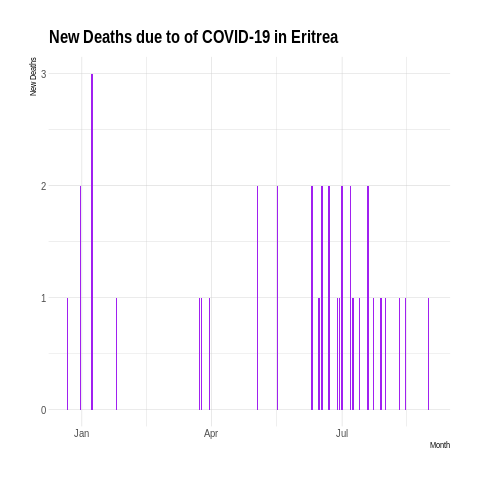 New Deaths due to of COVID-19 in Eritrea
New Deaths
3
2
1
0
Jan Apr Jul
Month